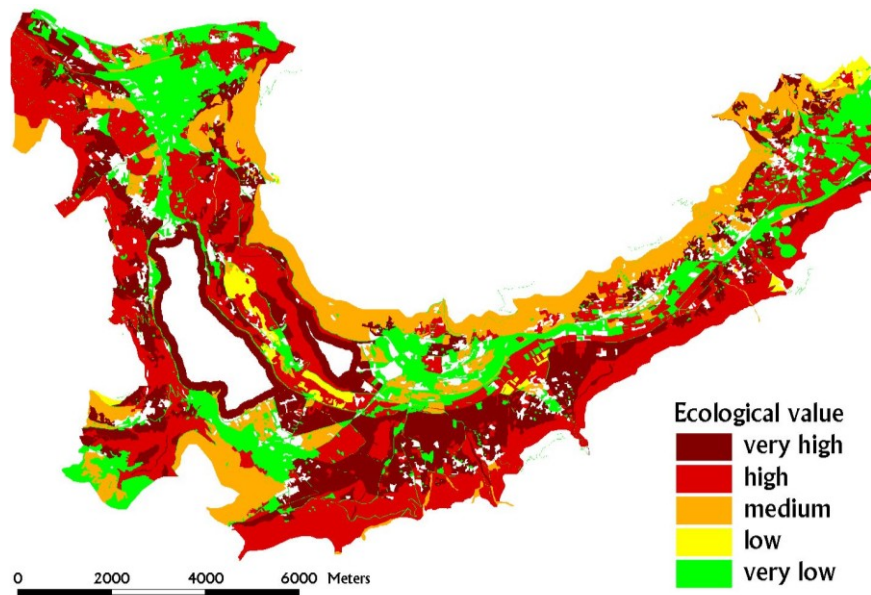 Ecological value
very high
high
medium
low
very low
0 2000 4000 6000 Meters